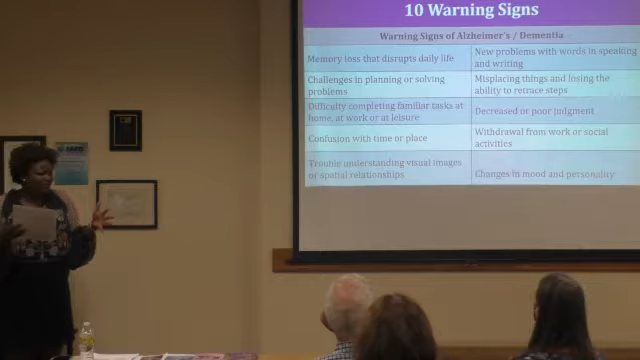 10 Warning Signs
Warning Signs of Alzheimer's / Dementia
Memory loss that disrupts daily life
New problems with words in speaking
and writing
Challenges in planning or solving
problems
Misplacing things and losing the
ability to retrace steps
Difficulty completing familiar tasks at
home, at work or at leisure
Decreased or poor judgment
Confusion with time or place
Withdrawal from work or social
activities
Trouble understanding visual images
or spatial relationships
Changes in mood and personality